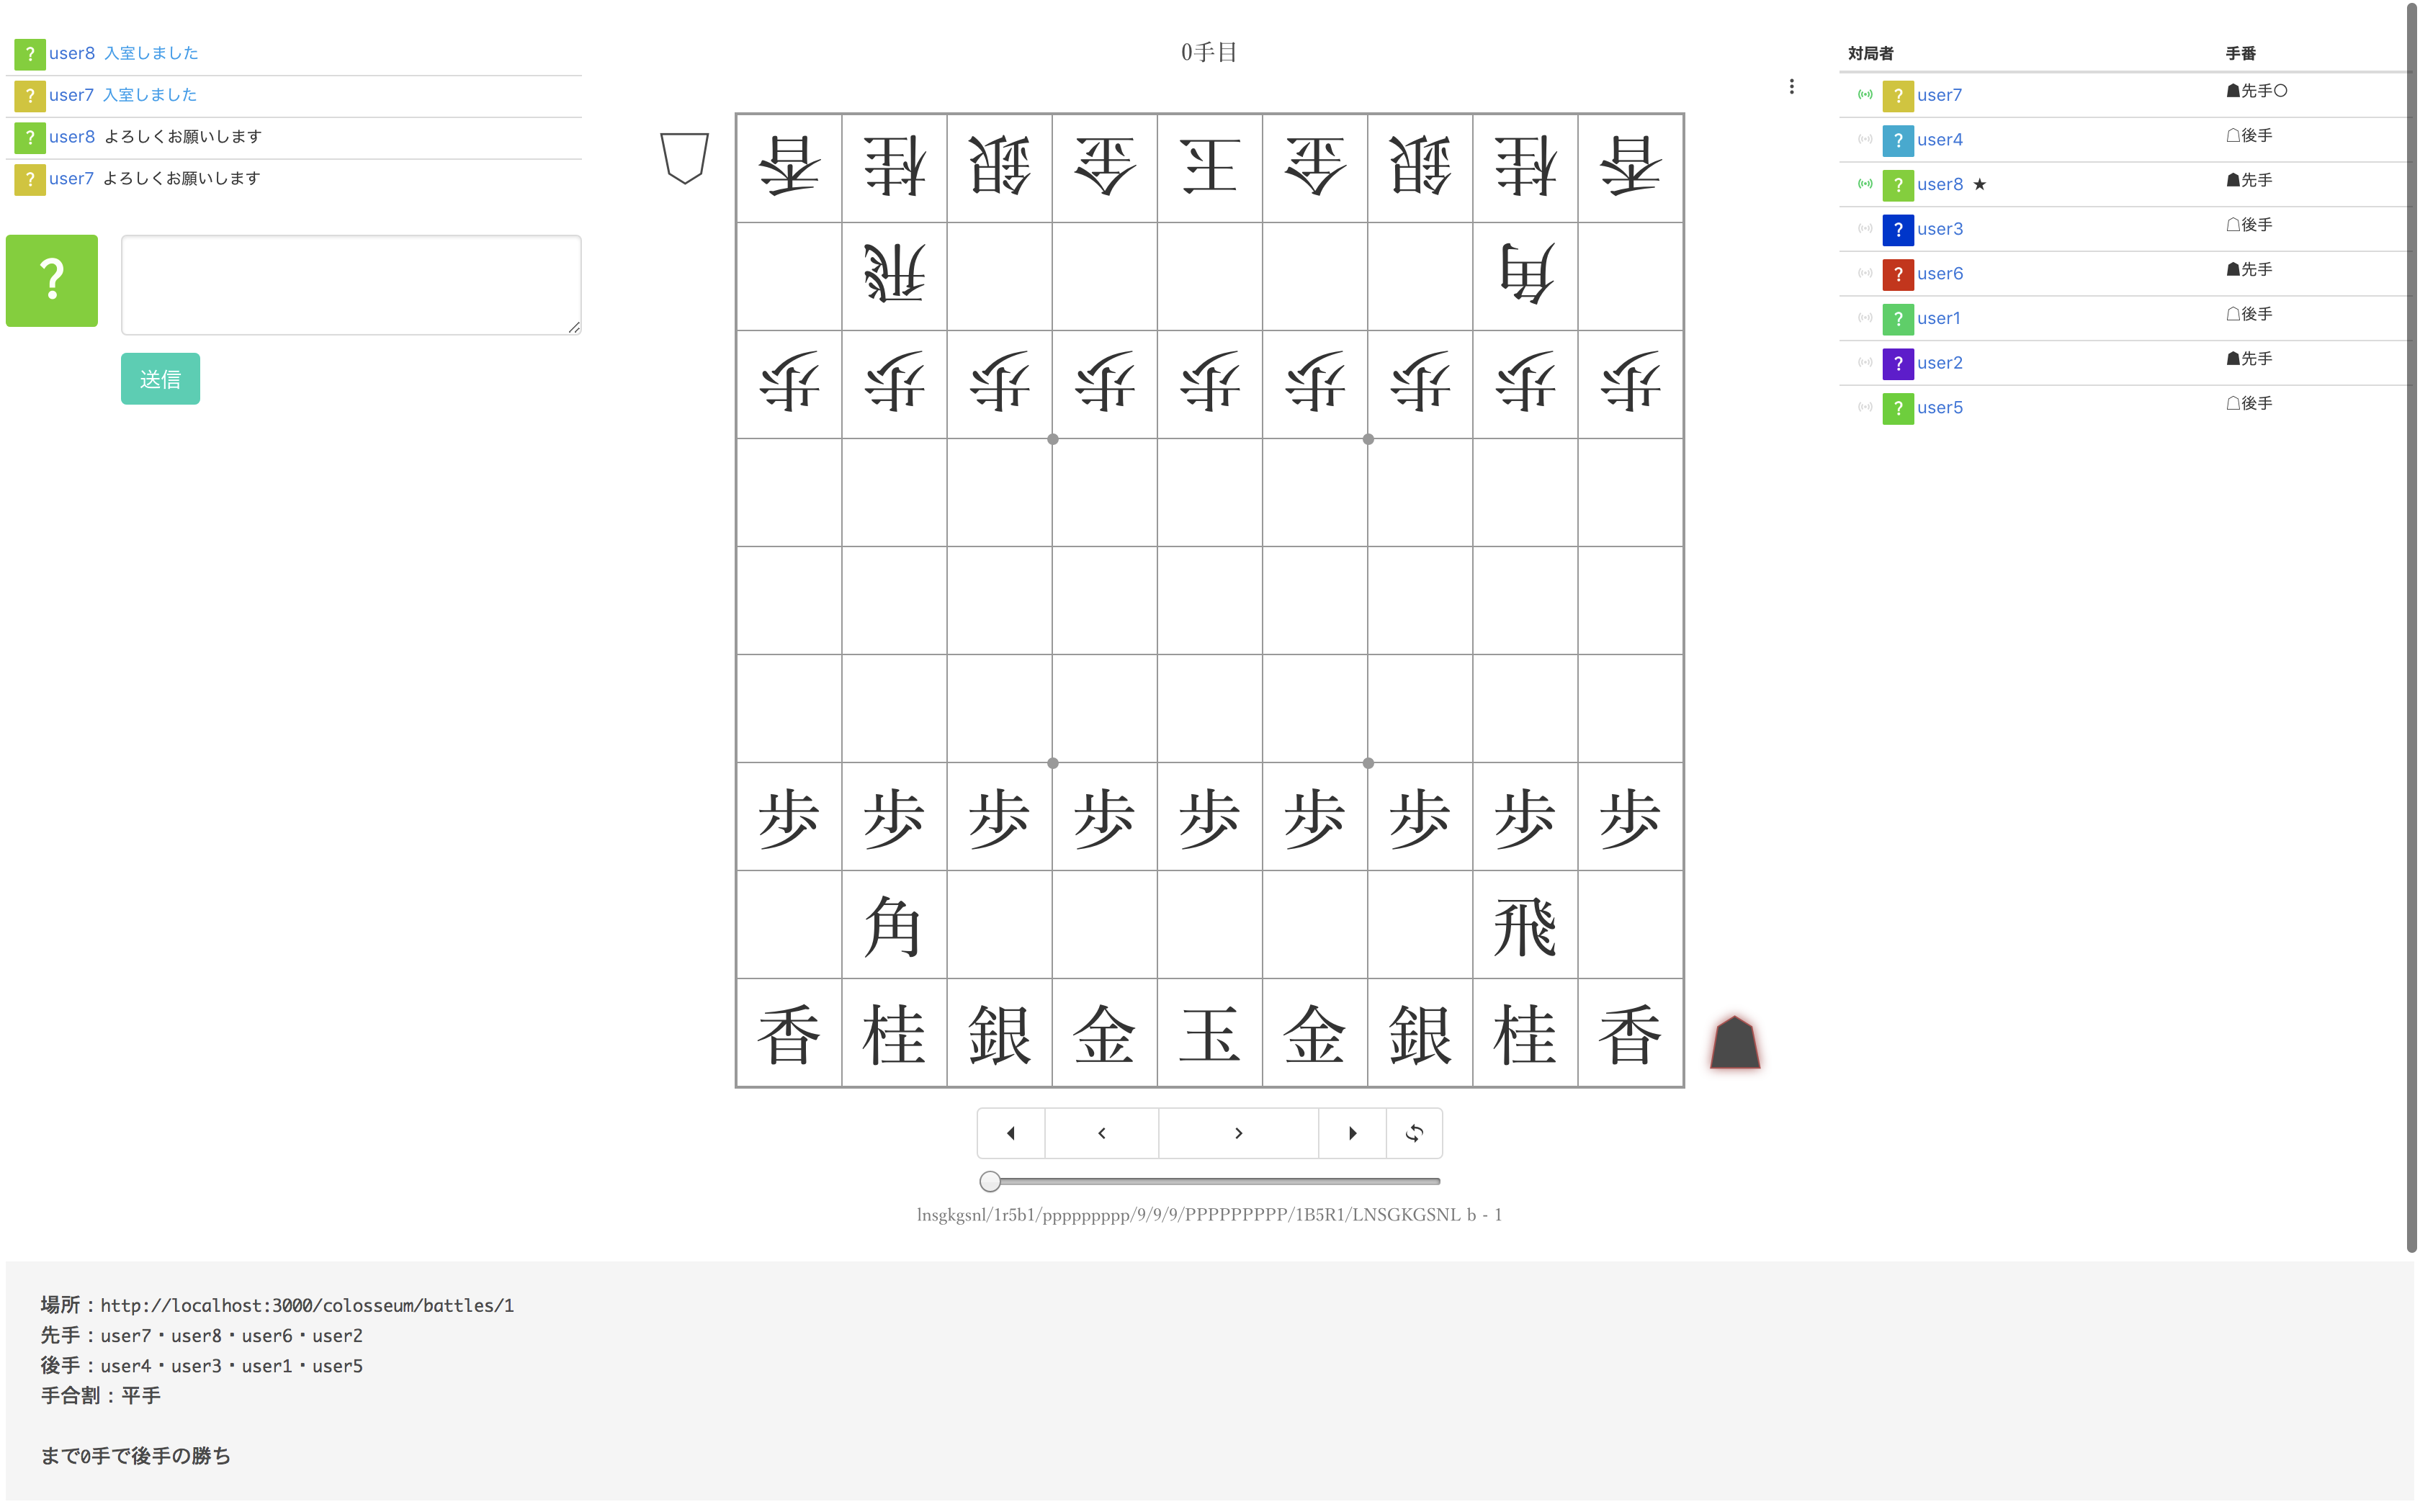 ? user8 入室しました
? user7 入室しました
? user8 よろしくお願いします
? user7 よろしくお願いします
?
送信
0手目
香桂銀金王金銀桂香
飛角
歩歩歩歩歩歩歩歩歩
歩歩歩歩歩歩歩歩歩
角飛
香桂銀金玉金銀桂香
lnsgkgsnl/1r5b1/ppppppppp/9/9/9/PPPPPPPPP/1B5R1/LNSGKGSNL b - 1
対局者 手番
? user7 ☗先手○
? user4 ☖後手
? user8 ★ ☗先手
? user3 ☖後手
? user6 ☗先手
? user1 ☖後手
? user2 ☗先手
? user5 ☖後手
場所：http://localhost:3000/colosseum/battles/1
先手：user7・user8・user6・user2
後手：user4・user3・user1・user5
手合割：平手
まで0手で後手の勝ち